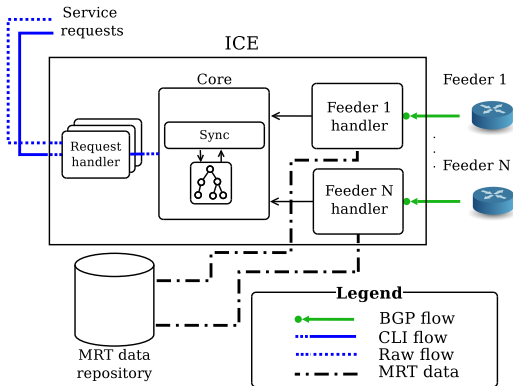 Service
requests
ICE
Core
Feeder 1
Feeder 1
handler
Sync
Request
handler
Feeder N
Feeder N
handler
MRT data
repository
Legend
BGP flow
CLI flow
Raw flow
MRT data